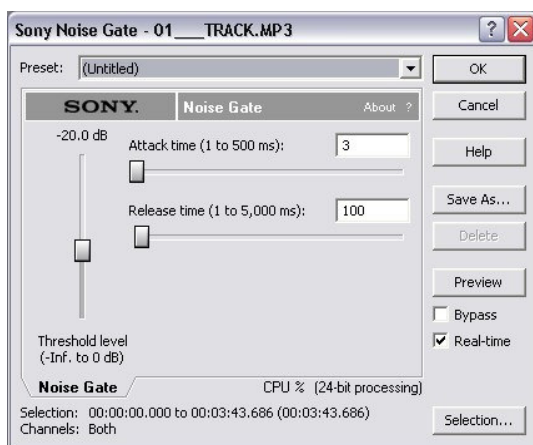 Sony Noise Gate - 01___TRACK.MP3
Preset: (Untitled)
OK
SONY. Noise Gate About ?
Cancel
-20.0 dB
Attack time (1 to 500 ms): 3
Help
Release time (1 to 5,000 ms): 100
Save As...
Delete
Preview
Bypass
Threshold level
(-Inf. to 0 dB)
Real-time
Noise Gate
CPU % (24-bit processing)
Selection: 00:00:00.000 to 00:03:43.686 (00:03:43.686)
Channels: Both
Selection...